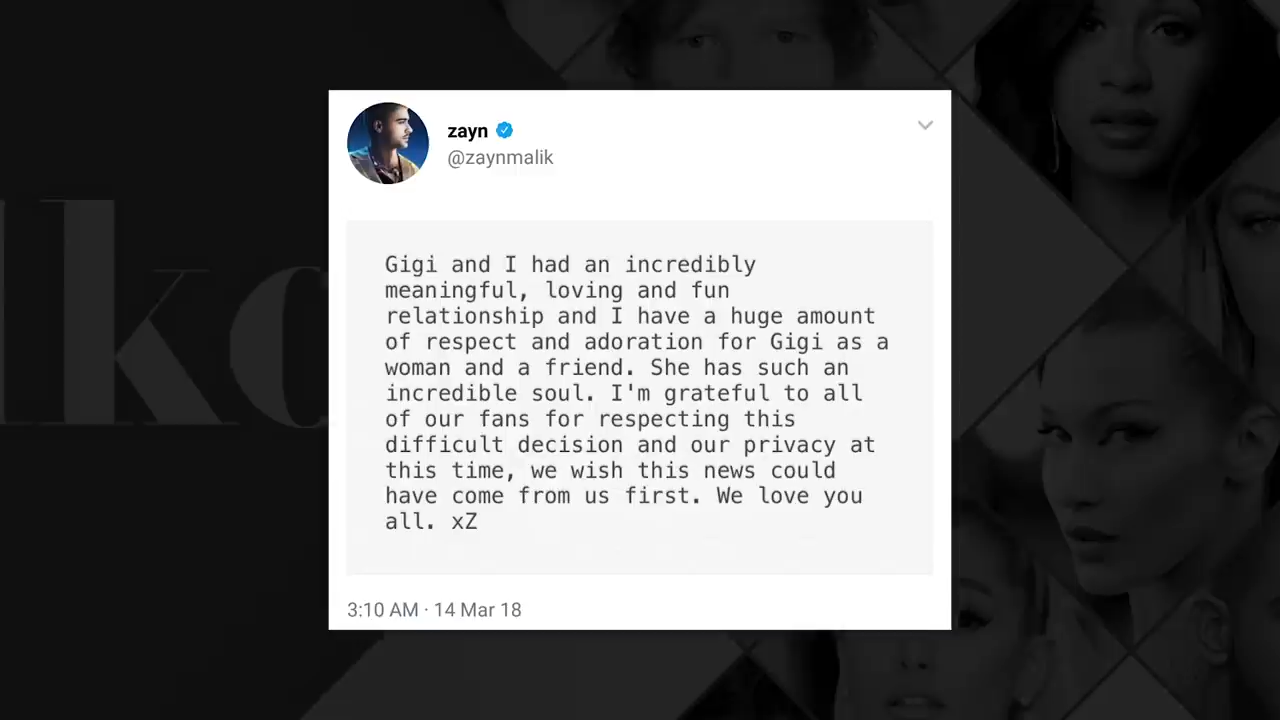 zayn
@zaynmalik
Gigi and I had an incredibly
meaningful, loving and fun
relationship and I have a huge amount
of respect and adoration for Gigi as a
woman and a friend. She has such an
incredible soul. I'm grateful to all
of our fans for respecting this
difficult decision and our privacy at
this time, we wish this news could
have come from us first. We love you
all. xZ
3:10 AM · 14 Mar 18